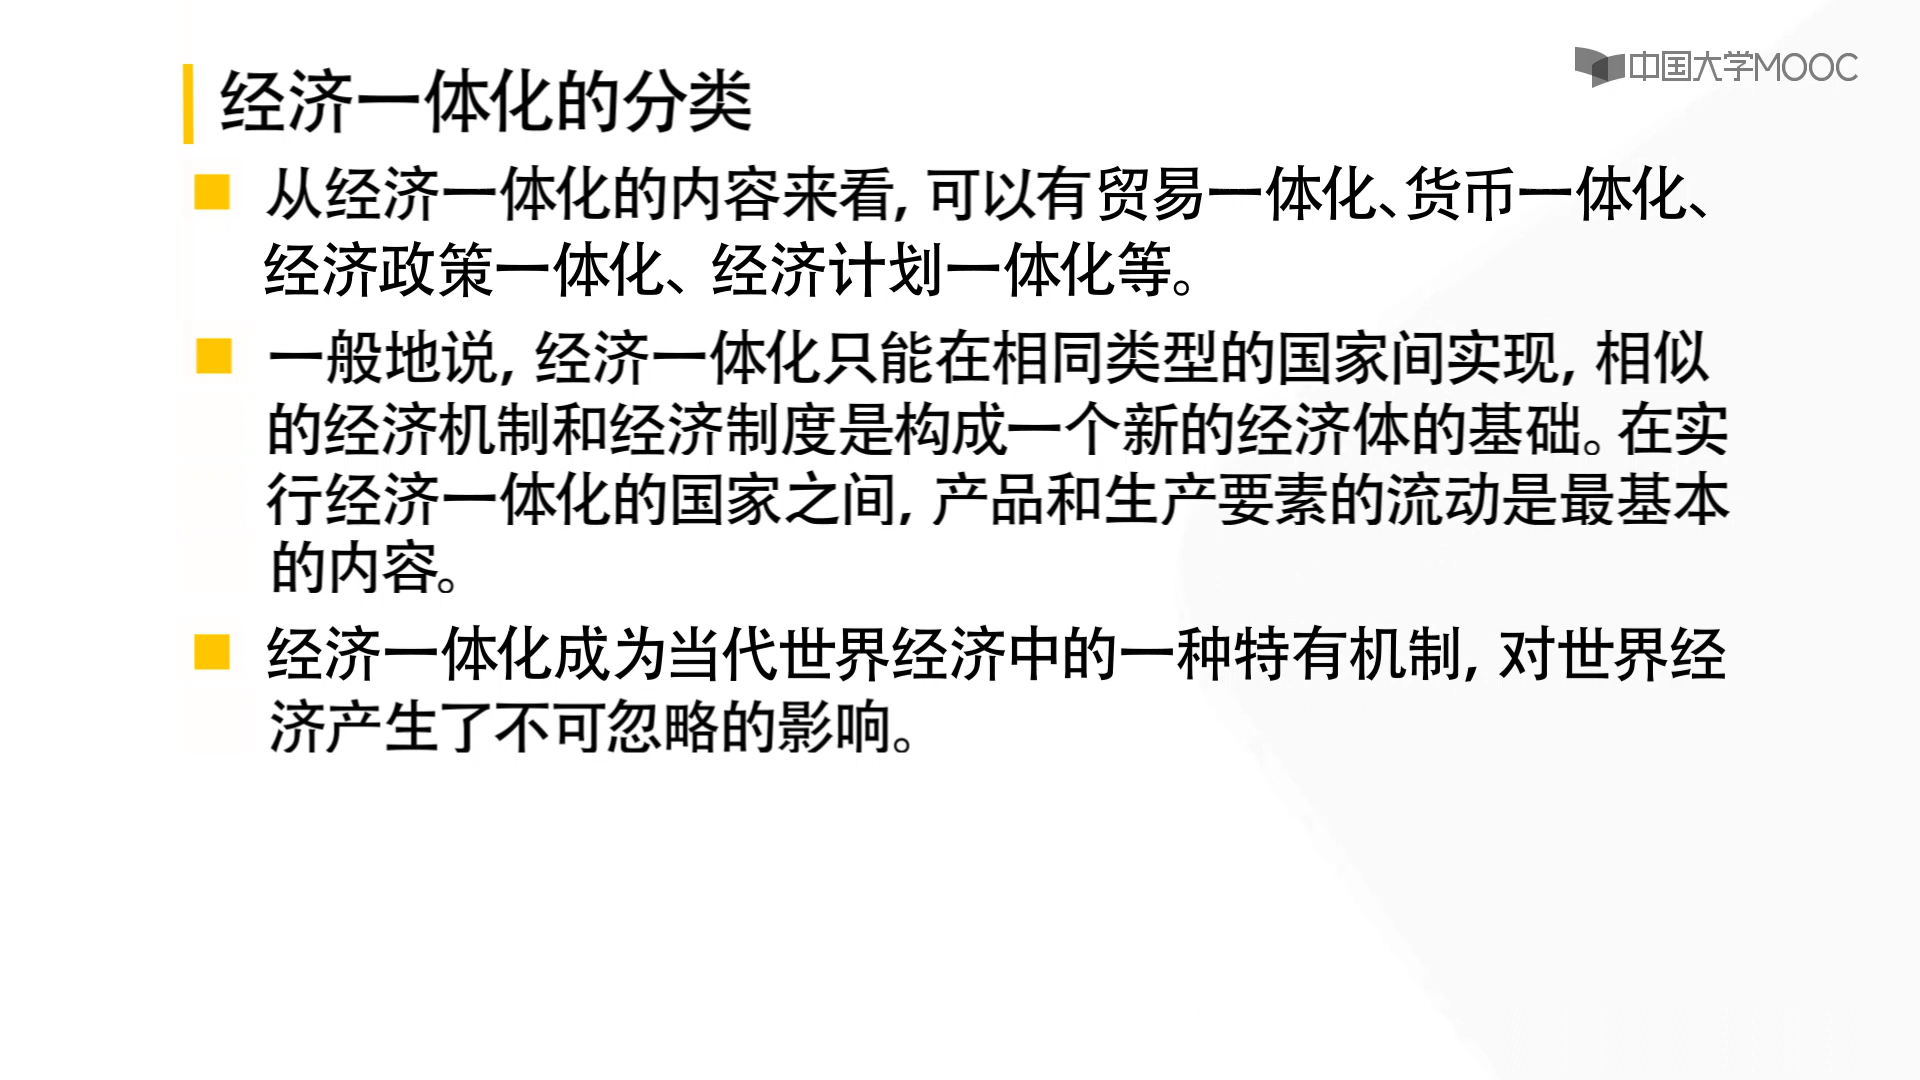 中国大学MOOC
经济一体化的分类
从经济一体化的内容来看，可以有贸易一体化、货币一体化、
经济政策一体化、经济计划一体化等。
一般地说，经济一体化只能在相同类型的国家间实现，相似
的经济机制和经济制度是构成一个新的经济体的基础。在实
行经济一体化的国家之间，产品和生产要素的流动是最基本
的内容。
经济一体化成为当代世界经济中的一种特有机制，对世界经
济产生了不可忽略的影响。